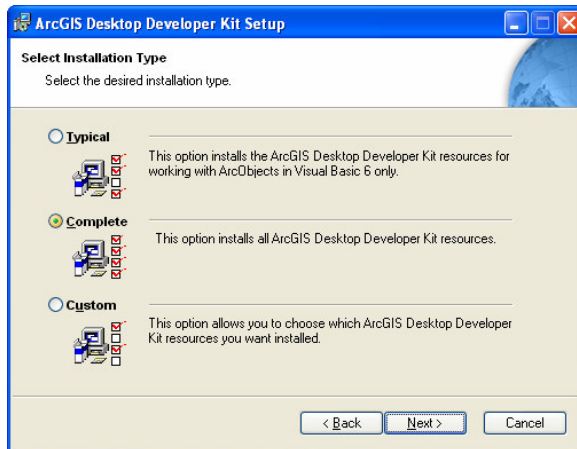 ArcGIS Desktop Developer Kit Setup
Select Installation Type
Select the desired installation type.
Typical
This option installs the ArcGIS Desktop Developer Kit resources for
working with ArcObjects in Visual Basic 6 only.
Complete
This option installs all ArcGIS Desktop Developer Kit resources.
Custom
This option allows you to choose which ArcGIS Desktop Developer
Kit resources you want installed.
< Back
Next >
Cancel